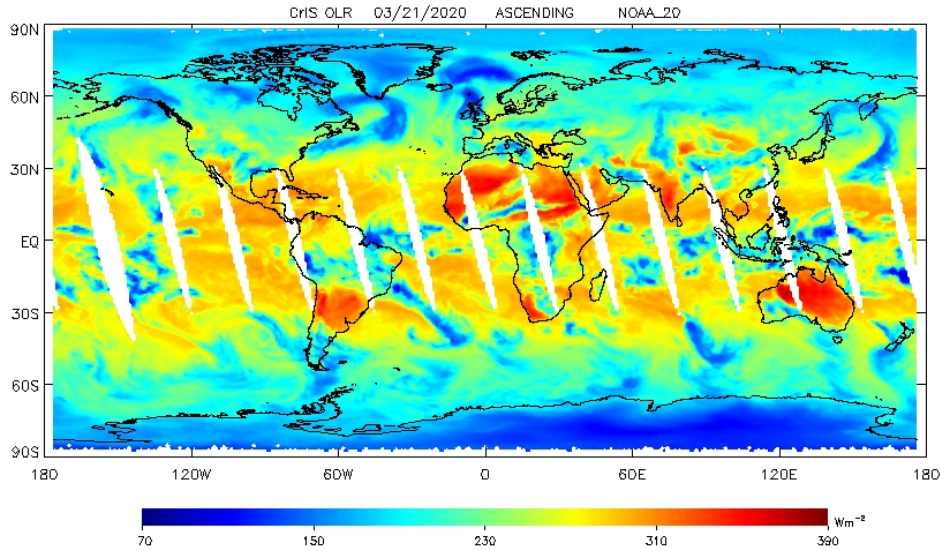 CrIS OLR 03/21/2020 ASCENDING NOAA_20
90N
60N
30N
EQ
30S
60S
90S
180 120W 60W 0 60E 120E 180
Wm⁻²
70 150 230 310 390